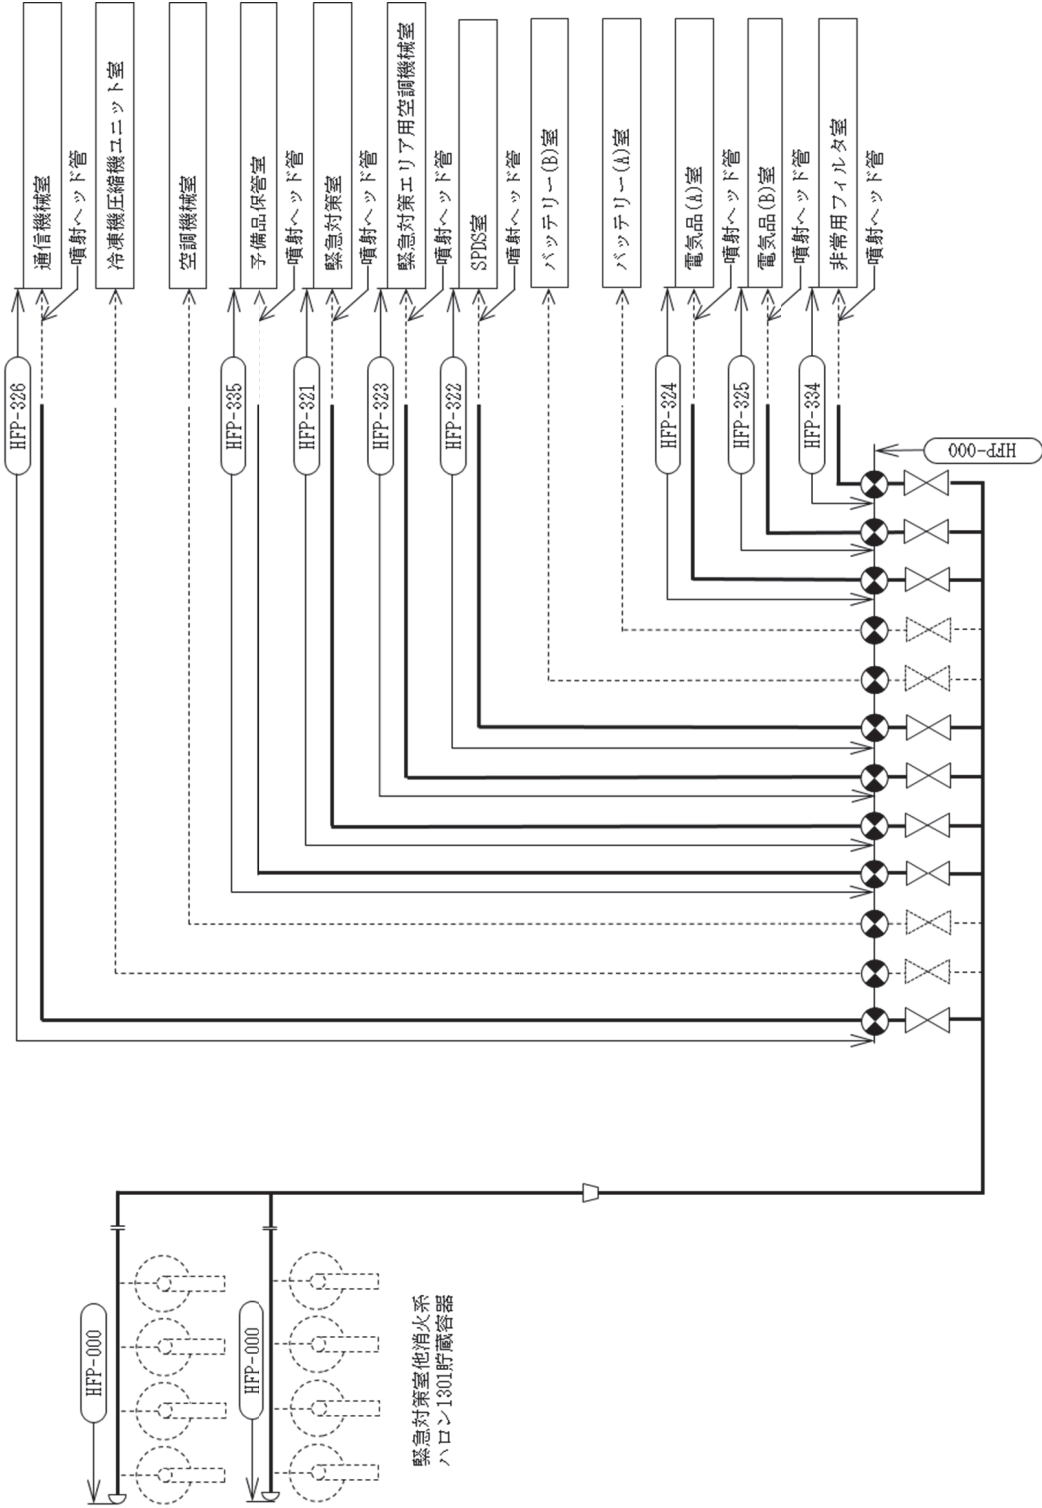 通信機械室
噴射ヘッド管
冷凍機圧縮機ユニット室
空調機械室
予備品保管室
噴射ヘッド管
緊急対策室
噴射ヘッド管
緊急対策エリア用空調機械室
噴射ヘッド管
SPDS室
噴射ヘッド管
バッテリー(B)室
バッテリー(A)室
電気品(A)室
噴射ヘッド管
電気品(B)室
噴射ヘッド管
非常用フィルタ室
噴射ヘッド管
HFP-326
HFP-335
HFP-321
HFP-323
HFP-322
HFP-324
HFP-325
HFP-334
HFP-000
HFP-000
HFP-000
緊急対策室他消火系
ハロン1301貯蔵容器